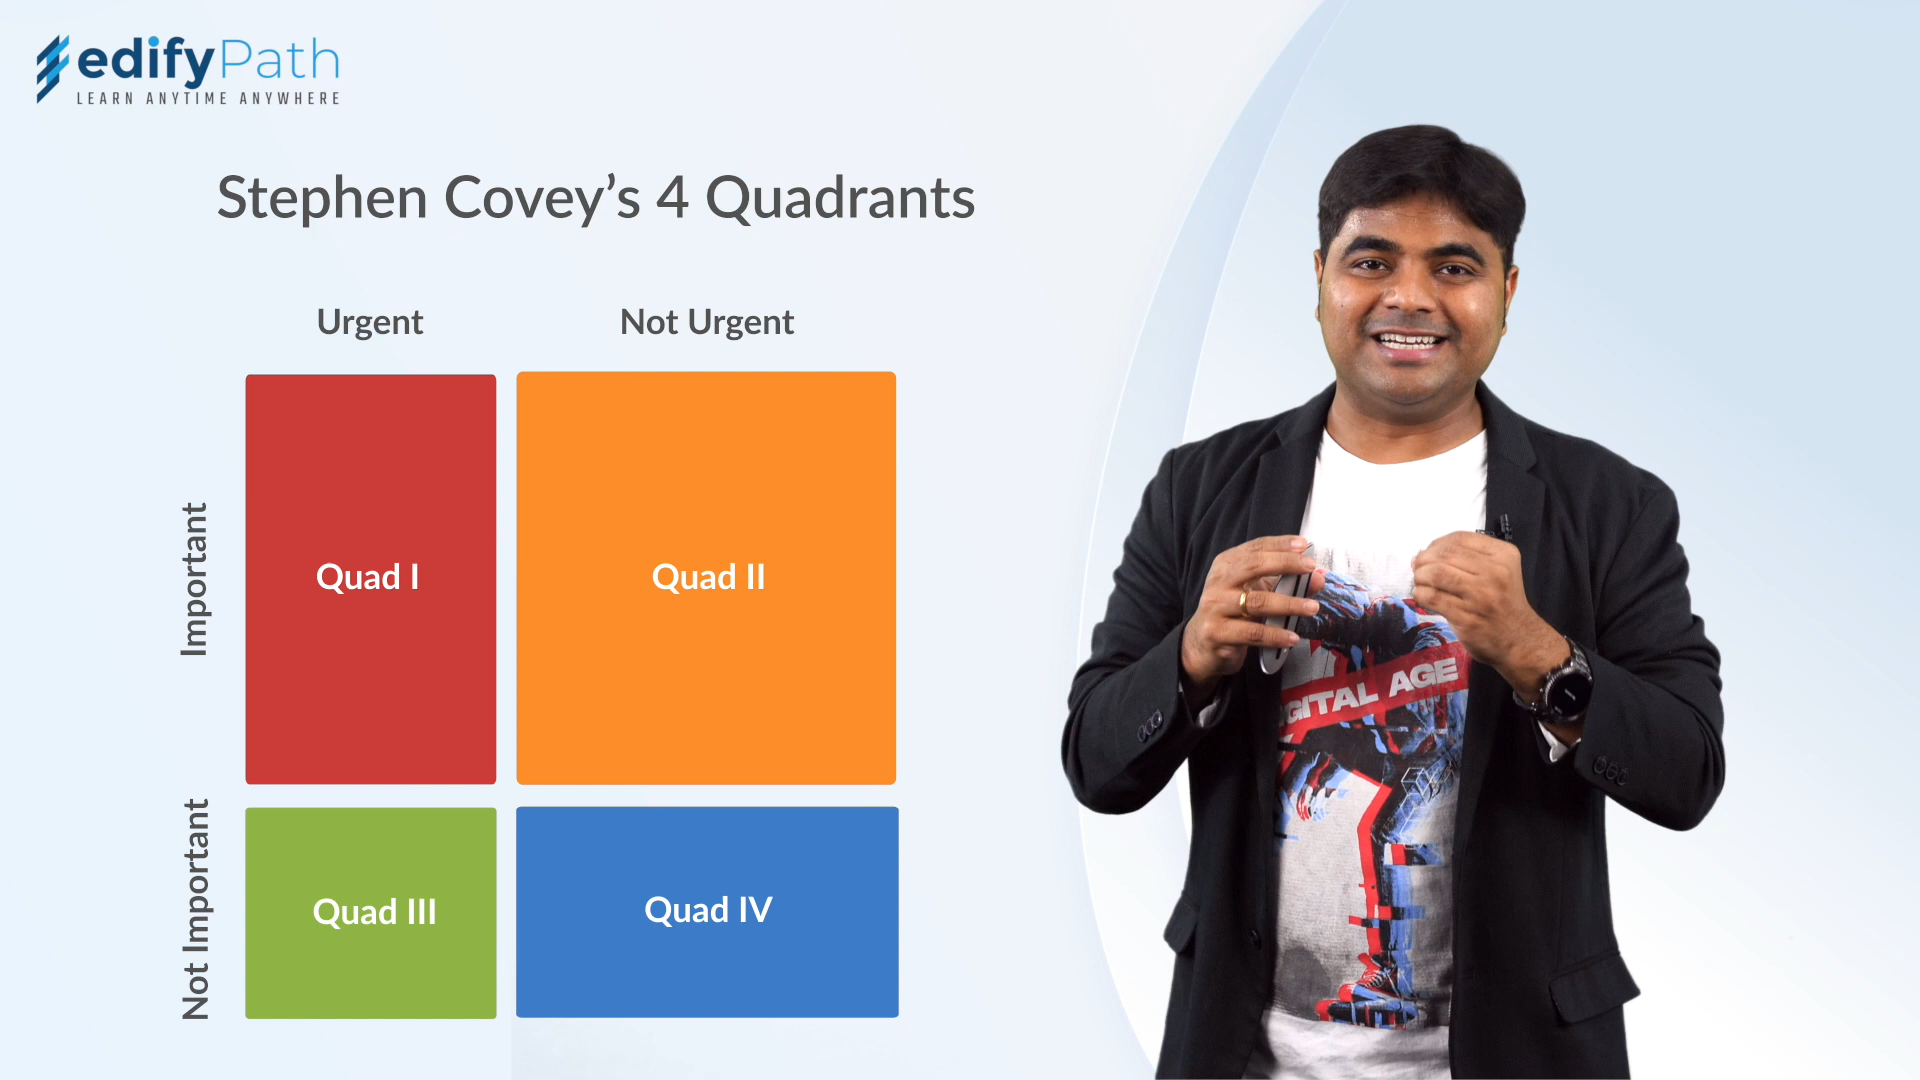 edifyPath
LEARN ANYTIME ANYWHERE
Stephen Covey’s 4 Quadrants
Urgent
Not Urgent
Important
Quad I
Quad II
Not Important
Quad III
Quad IV
GITAL AGE